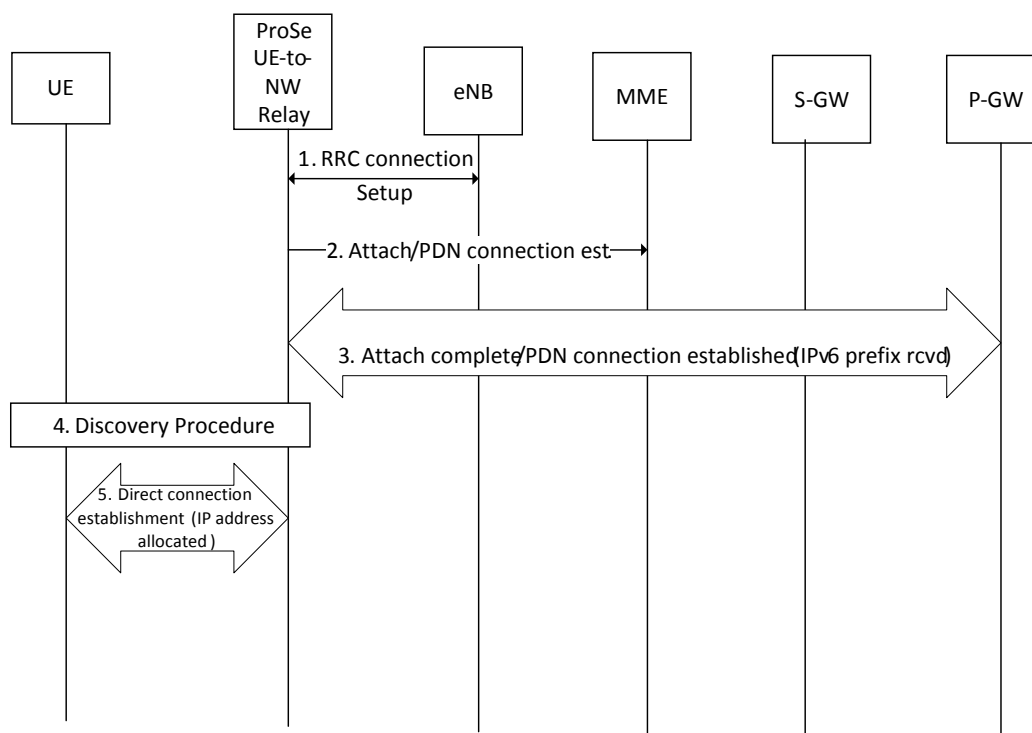 UE
ProSe
UE-to-
NW
Relay
eNB
MME
S-GW
P-GW
1. RRC connection
Setup
2. Attach/PDN connection est.
3. Attach complete/PDN connection established(IPv6 prefix rcvd)
4. Discovery Procedure
5. Direct connection
establishment (IP address
allocated)